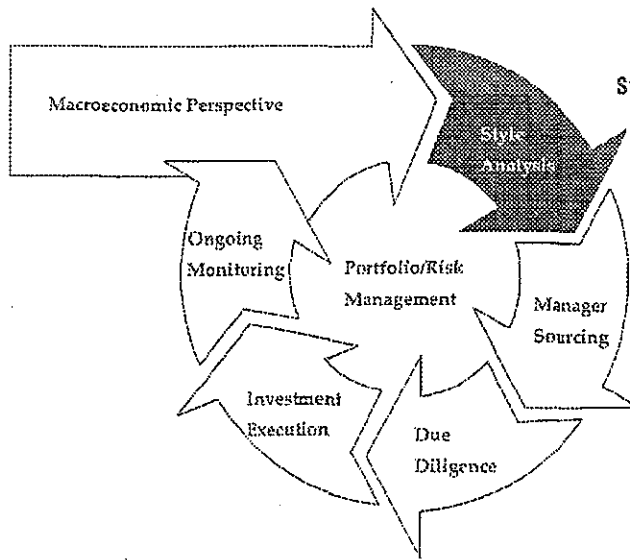 Macroeconomic Perspective
S
Style
Analysis
Ongoing
Monitoring
Portfolio/Risk
Management
Manager
Sourcing
Investment
Execution
Due
Diligence